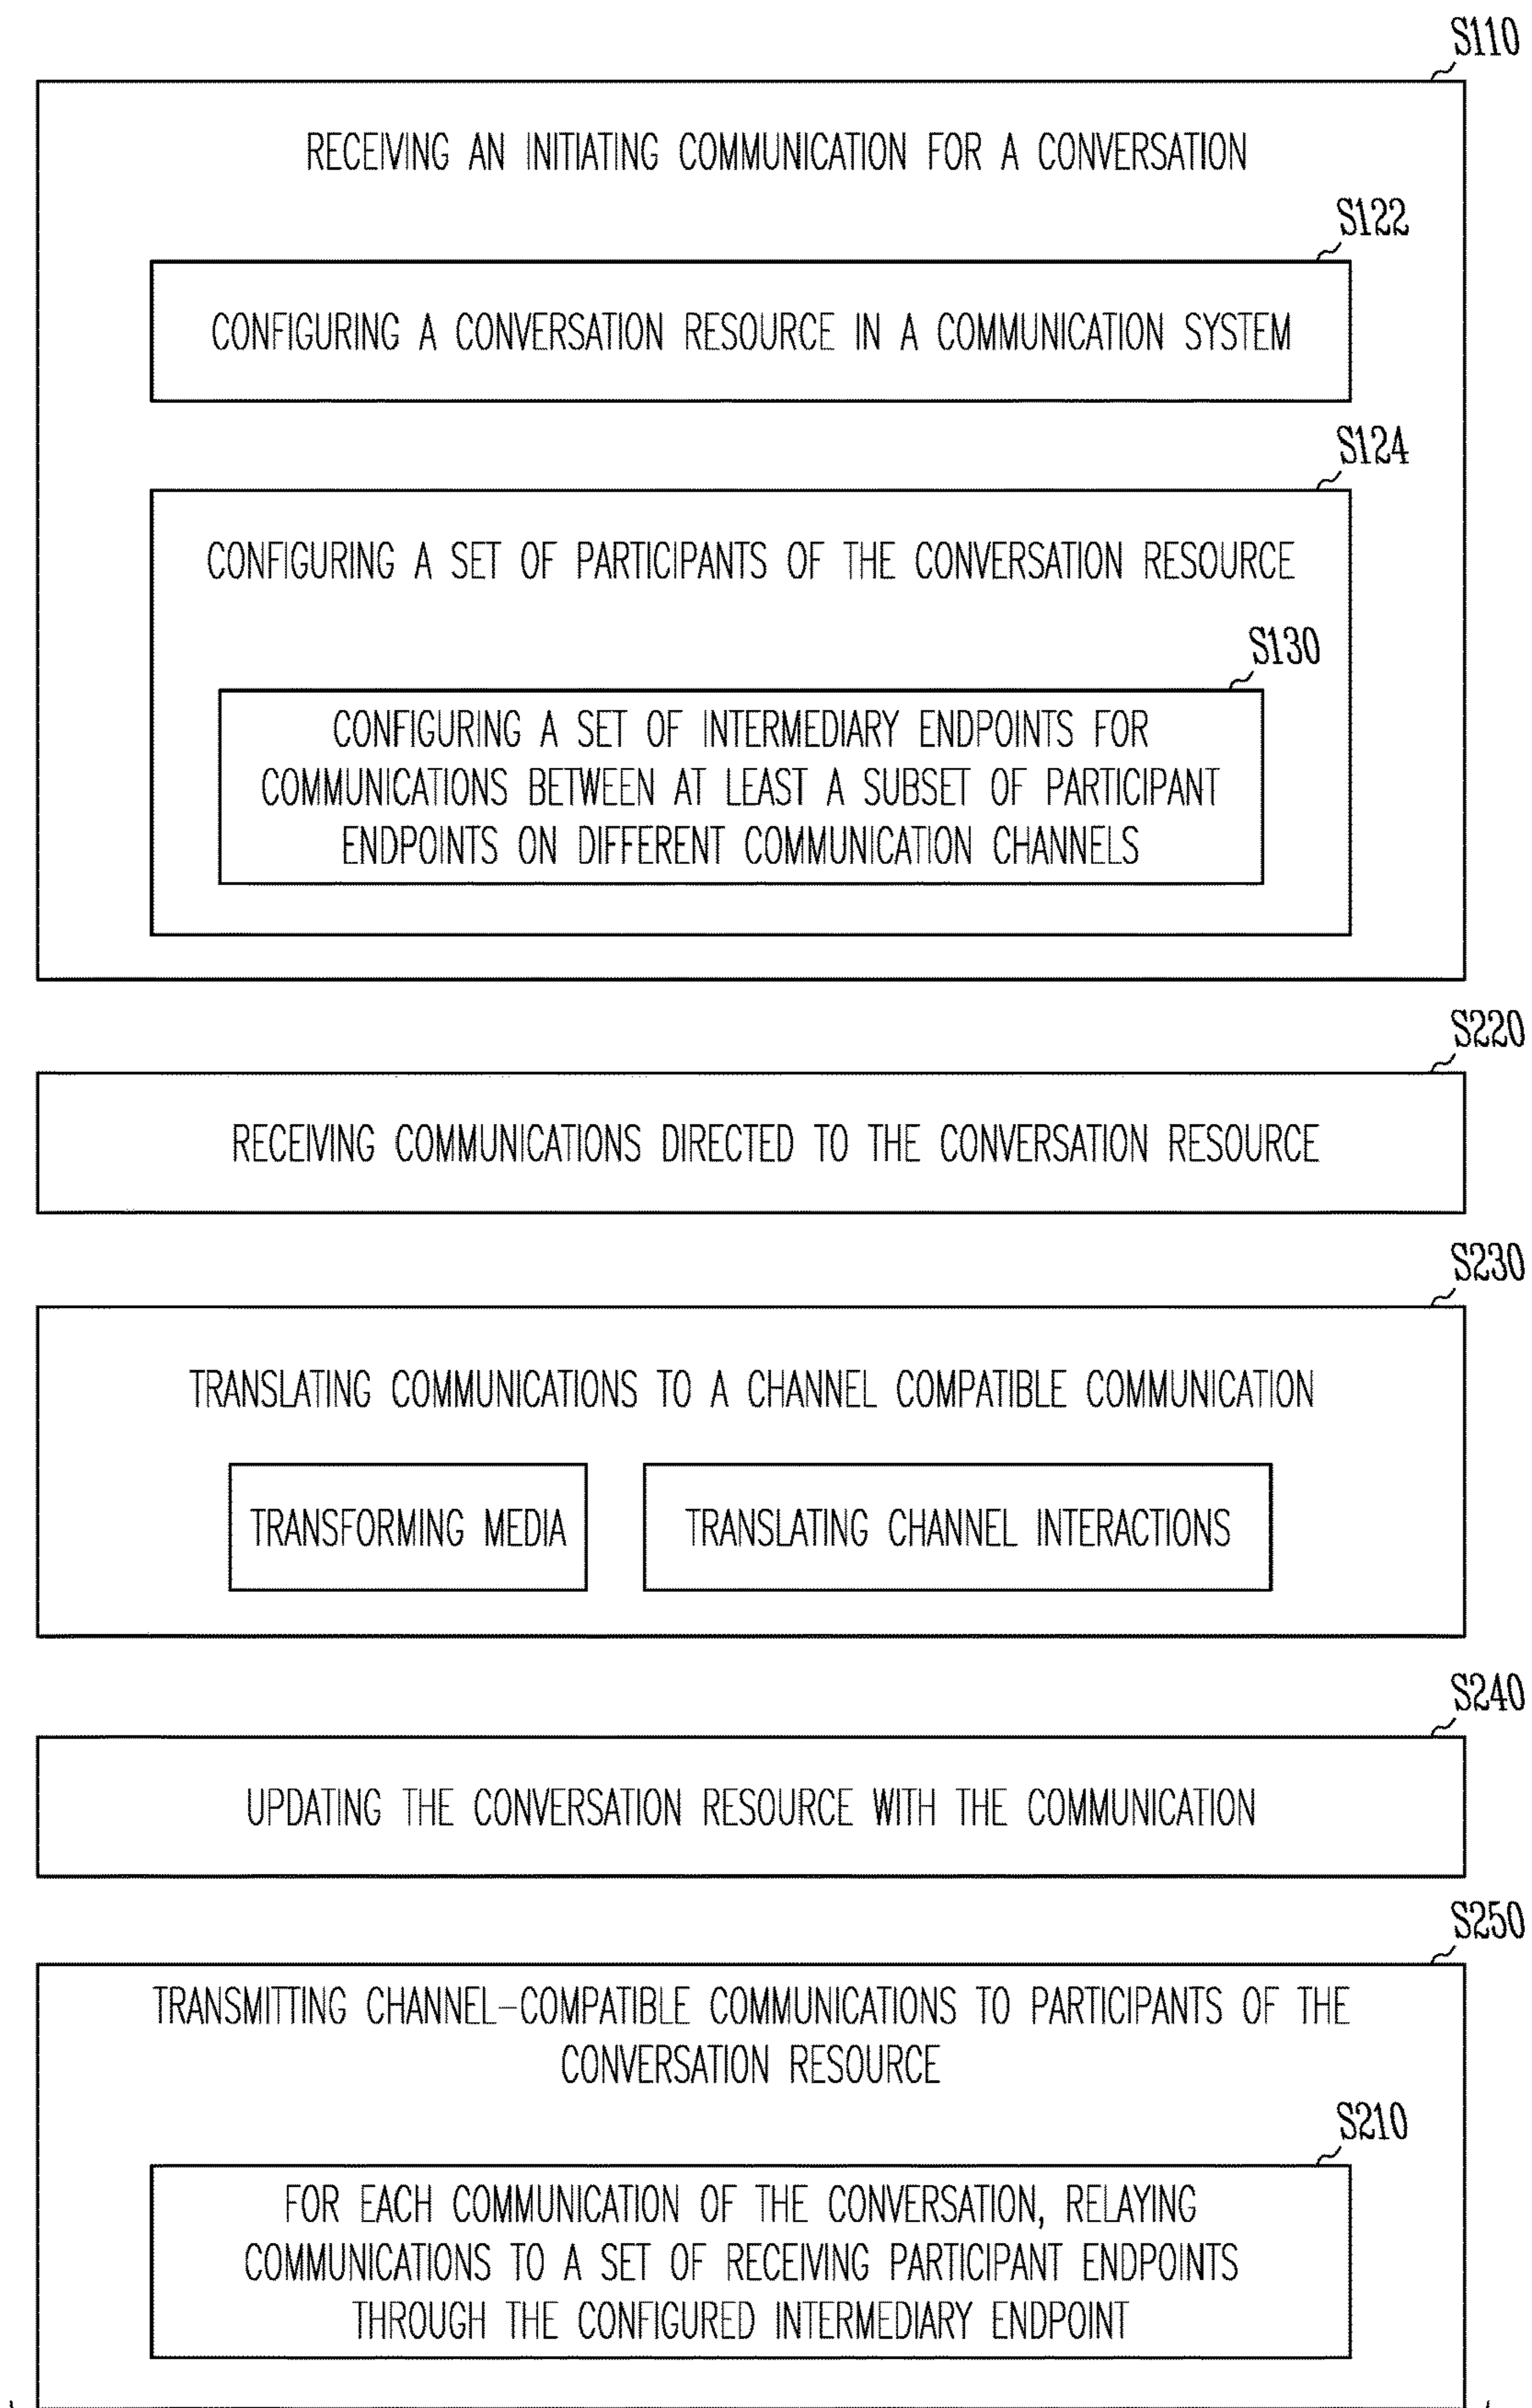 S110
RECEIVING AN INITIATING COMMUNICATION FOR A CONVERSATION
S122
CONFIGURING A CONVERSATION RESOURCE IN A COMMUNICATION SYSTEM
S124
CONFIGURING A SET OF PARTICIPANTS OF THE CONVERSATION RESOURCE
S130
CONFIGURING A SET OF INTERMEDIARY ENDPOINTS FOR
COMMUNICATIONS BETWEEN AT LEAST A SUBSET OF PARTICIPANT
ENDPOINTS ON DIFFERENT COMMUNICATION CHANNELS
S220
RECEIVING COMMUNICATIONS DIRECTED TO THE CONVERSATION RESOURCE
S230
TRANSLATING COMMUNICATIONS TO A CHANNEL COMPATIBLE COMMUNICATION
TRANSFORMING MEDIA
TRANSLATING CHANNEL INTERACTIONS
S240
UPDATING THE CONVERSATION RESOURCE WITH THE COMMUNICATION
S250
TRANSMITTING CHANNEL-COMPATIBLE COMMUNICATIONS TO PARTICIPANTS OF THE
CONVERSATION RESOURCE
S210
FOR EACH COMMUNICATION OF THE CONVERSATION, RELAYING
COMMUNICATIONS TO A SET OF RECEIVING PARTICIPANT ENDPOINTS
THROUGH THE CONFIGURED INTERMEDIARY ENDPOINT